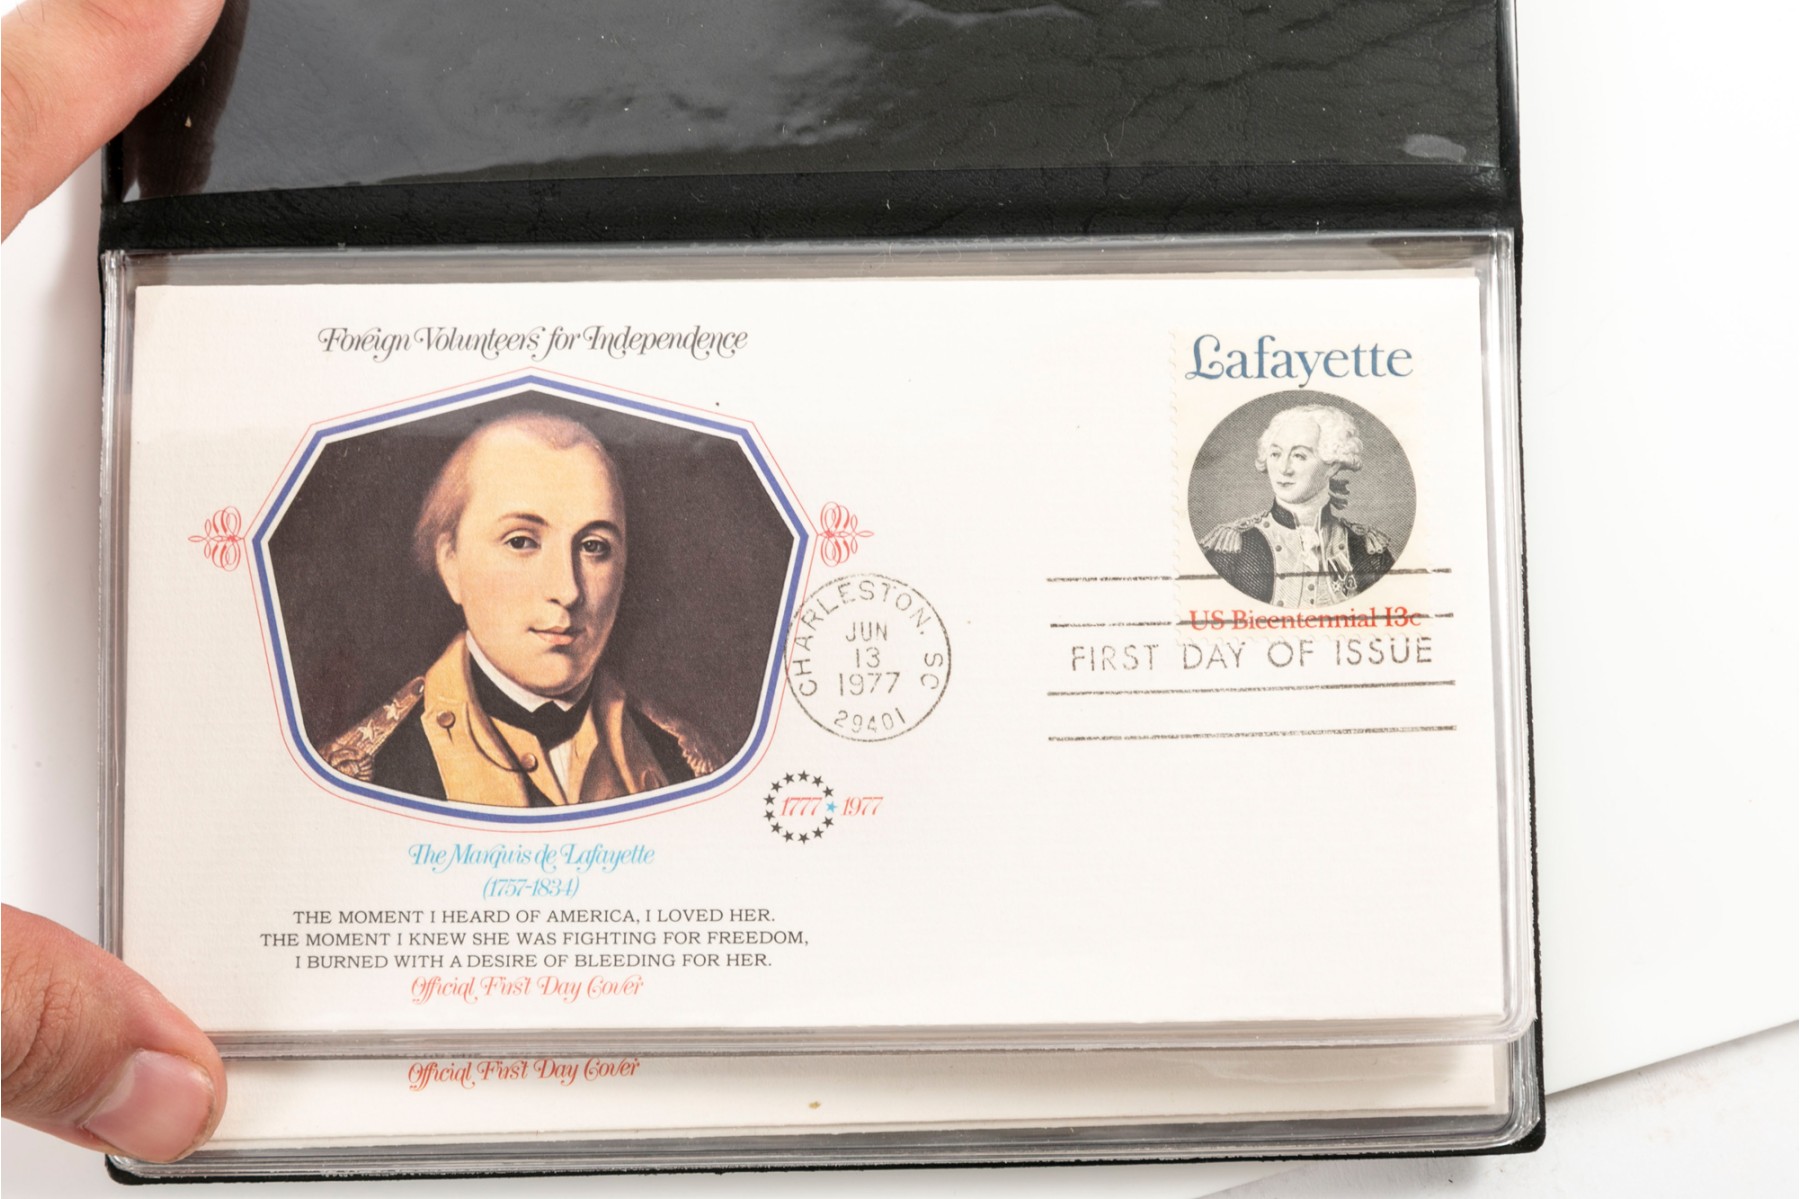 Foreign Volunteers for Independence
Lafayette
US Bicentennial 13c
CHARLESTON, SC
JUN
13
1977
29401
FIRST DAY OF ISSUE
1777 ★ 1977
The Marquis de Lafayette
(1757-1834)
THE MOMENT I HEARD OF AMERICA, I LOVED HER.
THE MOMENT I KNEW SHE WAS FIGHTING FOR FREEDOM,
I BURNED WITH A DESIRE OF BLEEDING FOR HER.
Official First Day Cover
Official First Day Cover